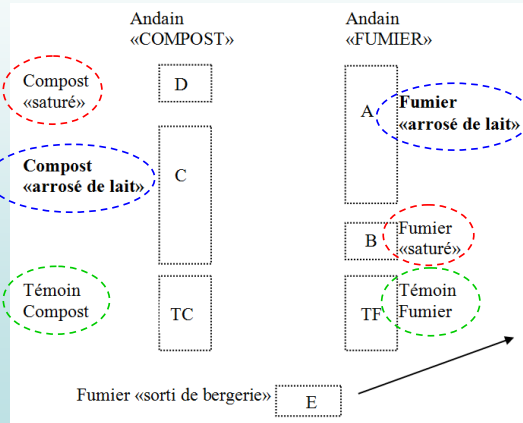 Andain
«COMPOST»
Andain
«FUMIER»
Compost
«saturé»
D
A
Fumier
«arrosé de lait»
Compost
«arrosé de lait»
C
B
Fumier
«saturé»
Témoin
Compost
TC
TF
Témoin
Fumier
Fumier «sorti de bergerie»
E